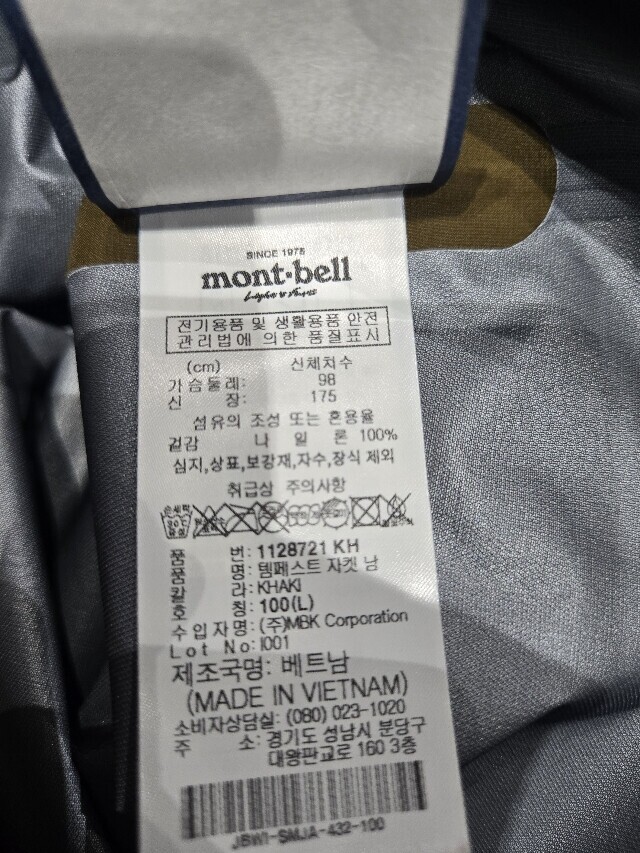 SINCE 1975
mont-bell
전기용품 및 생활용품 안전
관리법에 의한 품질표시
(cm) 신체치수
가슴둘레: 98
신 장: 175
섬유의 조성 또는 혼용율
겉감 나 일 론 100%
심지,상표,보강재,자수,장식 제외
취급상 주의사항
품 번: 1128721 KH
품 명: 템페스트 자켓 남
칼 라: KHAKI
호 칭: 100(L)
수 입 자 명: (주)MBK Corporation
Lot No: I001
제조국명: 베트남
(MADE IN VIETNAM)
소비자상담실: (080) 023-1020
주 소: 경기도 성남시 분당구
대왕판교로 160 3층
JBW1-SMJA-432-100